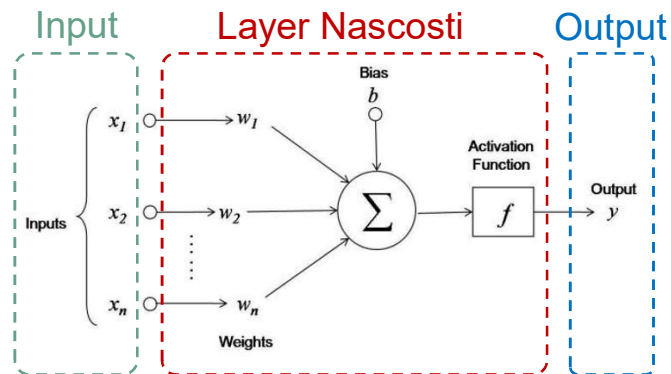 Input
Layer Nascosti
Output
Bias
b
x1
w1
Activation
Function
Inputs
x2
w2
Σ
f
Output
y
xn
wn
Weights